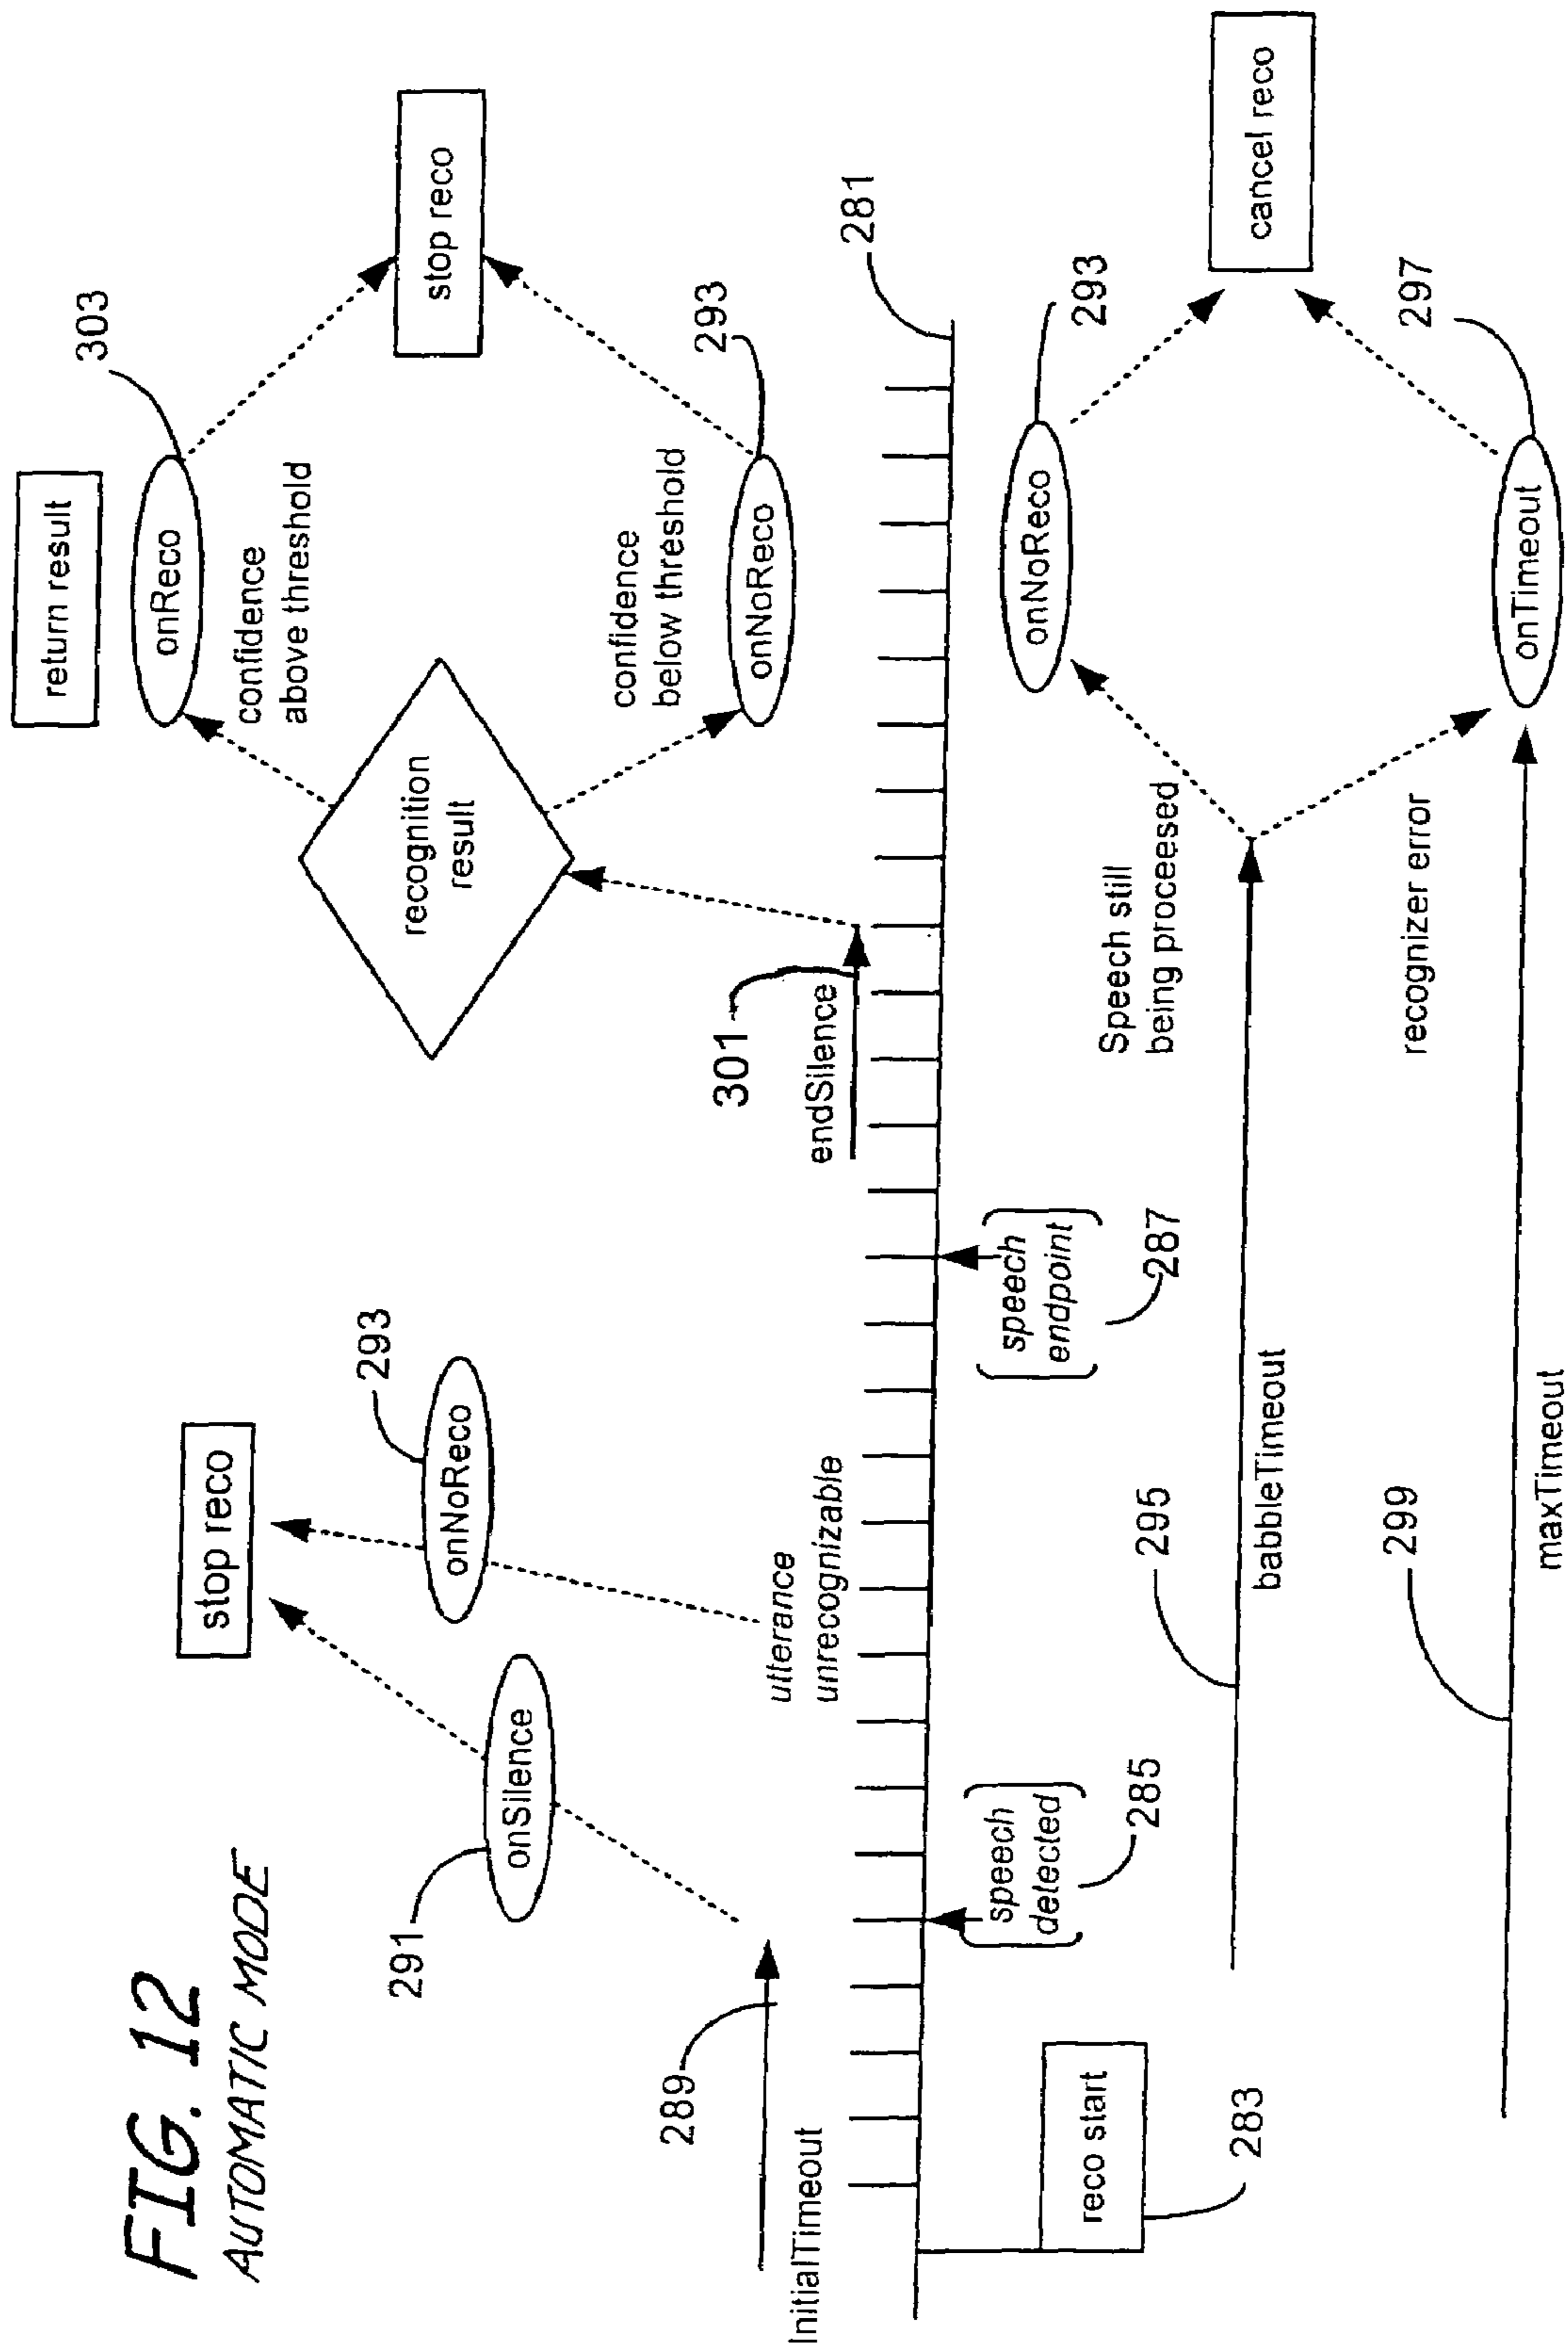 FIG. 12
AUTOMATIC MODE
return result
303
onReco
confidence
above threshold
stop reco
recognition
result
confidence
below threshold
onNoReco
293
stop reco
onNoReco
293
onSilence
291
289
InitialTimeout
utterance
unrecognizable
301
endSilence
281
reco start
283
speech
detected
285
speech
endpoint
287
Speech still
being proceesed
onNoReco
293
cancel reco
295
babbleTimeout
recognizer error
onTimeout
297
299
maxTimeout